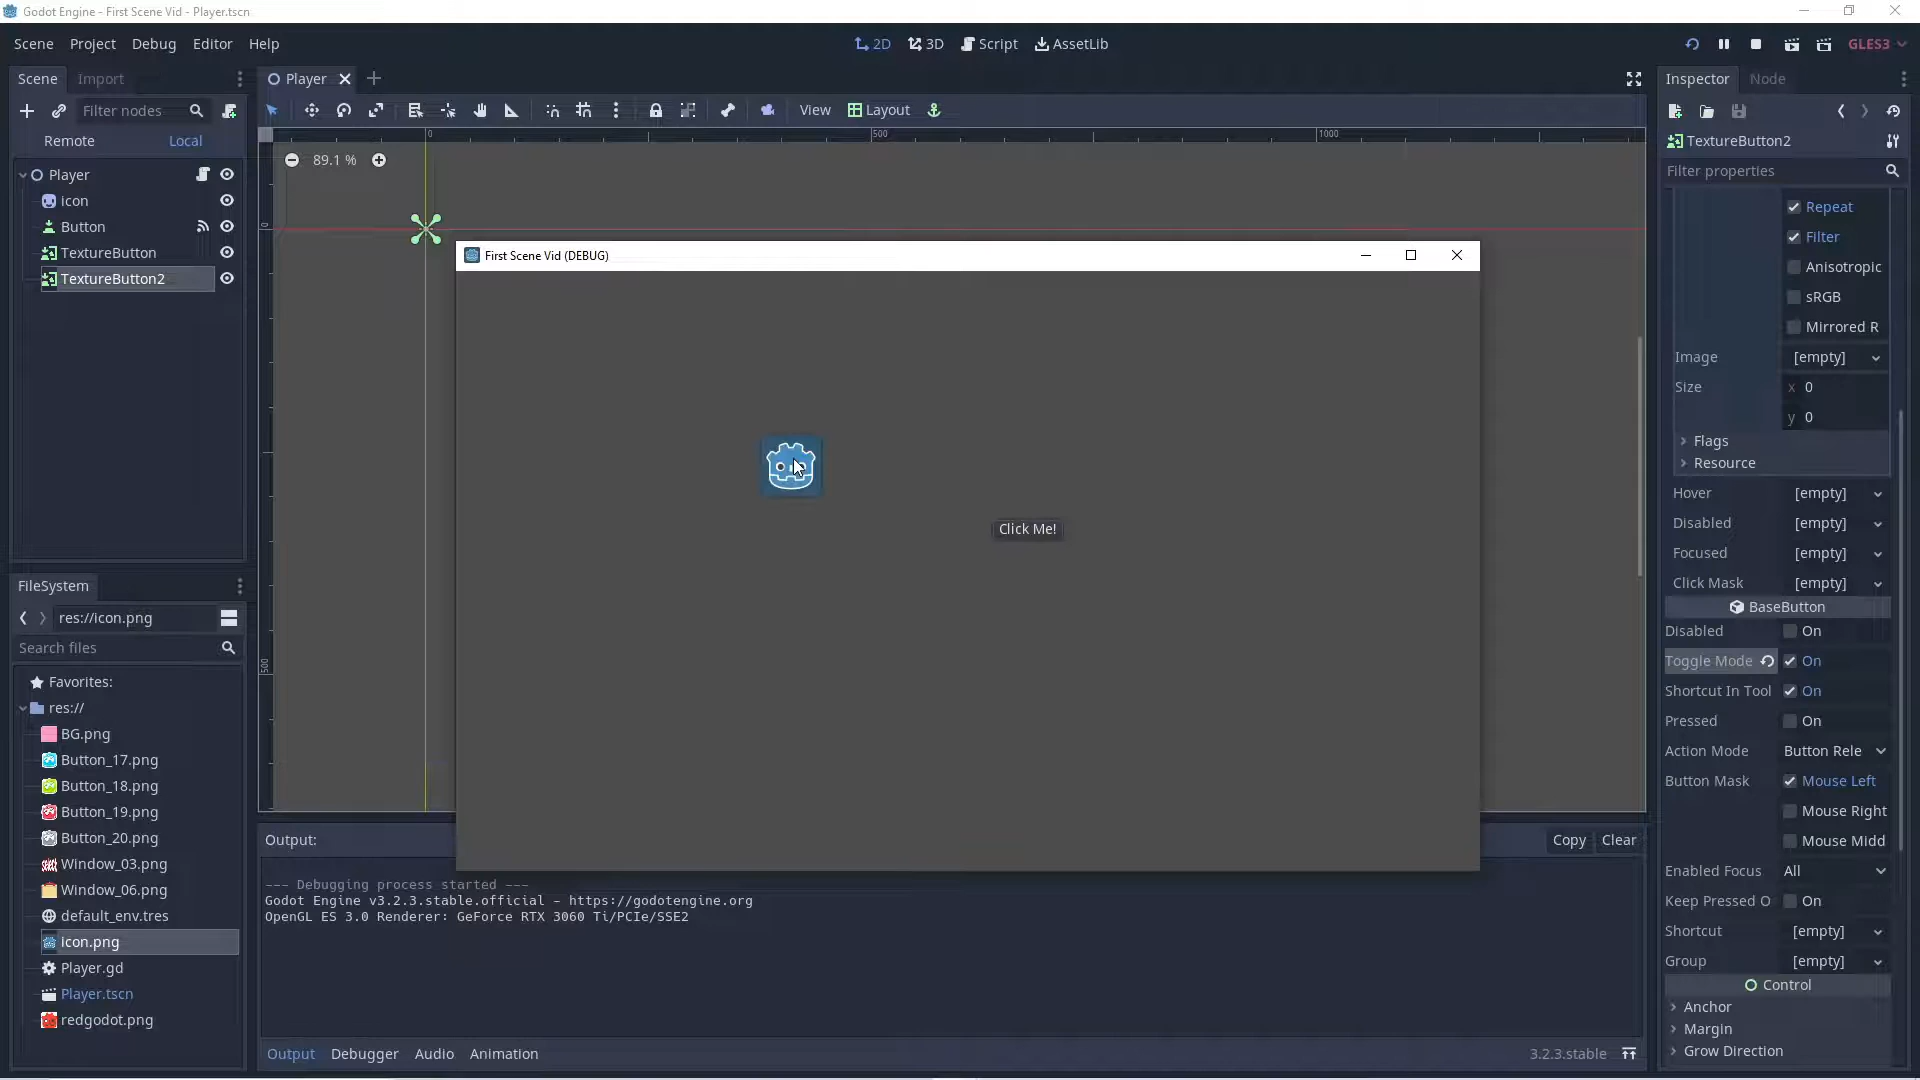 Godot Engine - First Scene Vid - Player.tscn
Scene Project Debug Editor Help
2D 3D Script AssetLib
GLES3
Scene Import
Filter nodes
Remote Local
Player
icon
Button
TextureButton
TextureButton2
FileSystem
res://icon.png
Search files
Favorites:
res://
BG.png
Button_17.png
Button_18.png
Button_19.png
Button_20.png
Window_03.png
Window_06.png
default_env.tres
icon.png
Player.gd
Player.tscn
redgodot.png
Player
View Layout
0 500 1000
89.1 %
0
500
First Scene Vid (DEBUG)
Click Me!
Output:
Copy Clear
--- Debugging process started ---
Godot Engine v3.2.3.stable.official - https://godotengine.org
OpenGL ES 3.0 Renderer: GeForce RTX 3060 Ti/PCIe/SSE2
Output Debugger Audio Animation
3.2.3.stable
Inspector Node
TextureButton2
Filter properties
Repeat
Filter
Anisotropic
sRGB
Mirrored R
Image [empty]
Size x 0
y 0
Flags
Resource
Hover [empty]
Disabled [empty]
Focused [empty]
Click Mask [empty]
BaseButton
Disabled On
Toggle Mode On
Shortcut In Tool On
Pressed On
Action Mode Button Rele
Button Mask Mouse Left
Mouse Right
Mouse Midd
Enabled Focus All
Keep Pressed O On
Shortcut [empty]
Group [empty]
Control
Anchor
Margin
Grow Direction